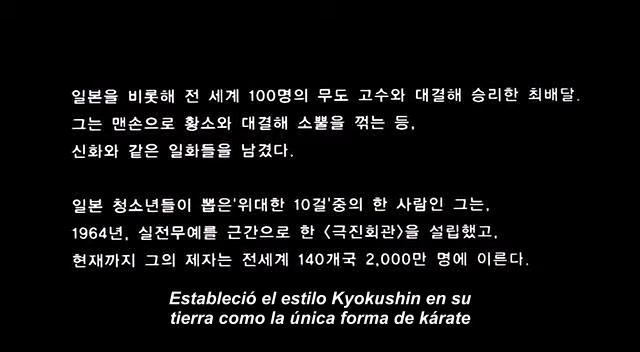 일본을 비롯해 전 세계 100명의 무도 고수와 대결해 승리한 최배달.
그는 맨손으로 황소와 대결해 소뿔을 꺾는 등,
신화와 같은 일화들을 남겼다.
일본 청소년들이 뽑은'위대한 10걸'중의 한 사람인 그는,
1964년, 실전무예를 근간으로 한 <극진회관>을 설립했고,
현재까지 그의 제자는 전세계 140개국 2,000만 명에 이른다.
Estableció el estilo Kyokushin en su
tierra como la única forma de kárate